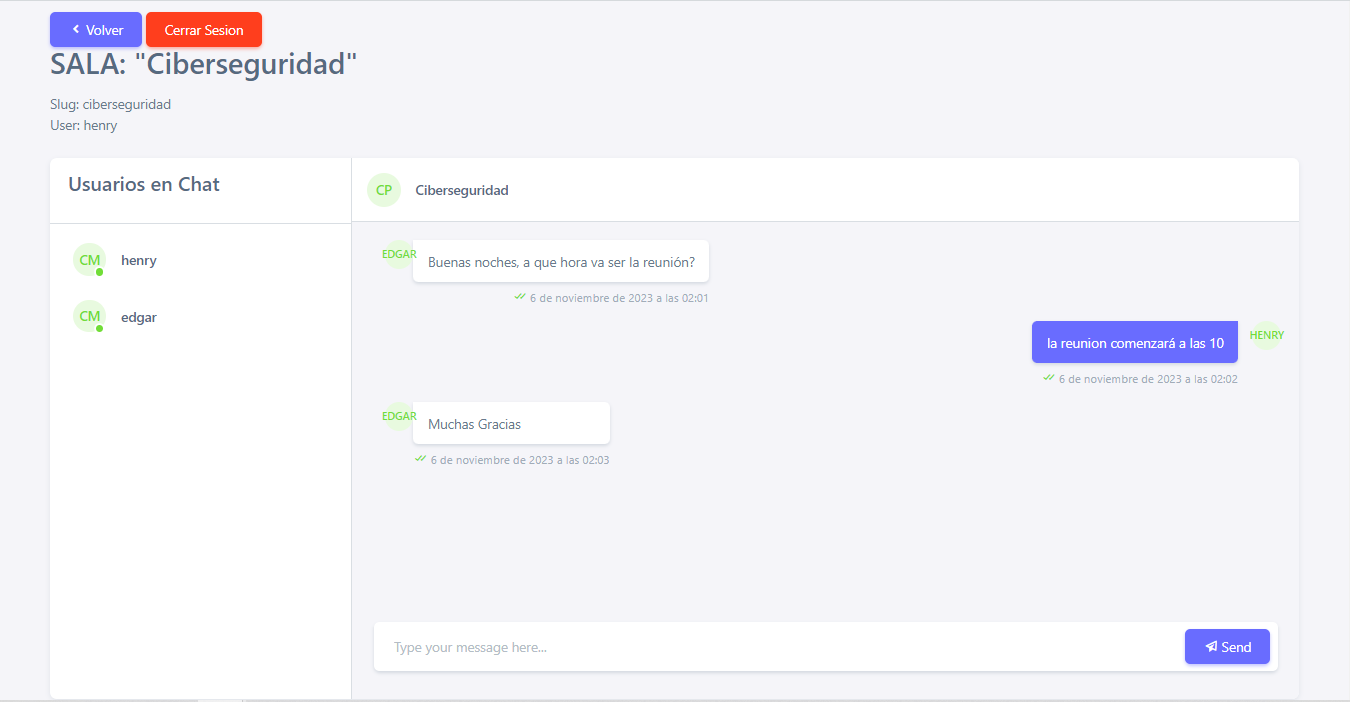 Volver Cerrar Sesion
SALA: "Ciberseguridad"
Slug: ciberseguridad
User: henry
Usuarios en Chat
CM henry
CM edgar
CP Ciberseguridad
EDGAR Buenas noches, a que hora va ser la reunión?
6 de noviembre de 2023 a las 02:01
la reunion comenzará a las 10 HENRY
6 de noviembre de 2023 a las 02:02
EDGAR Muchas Gracias
6 de noviembre de 2023 a las 02:03
Type your message here... Send